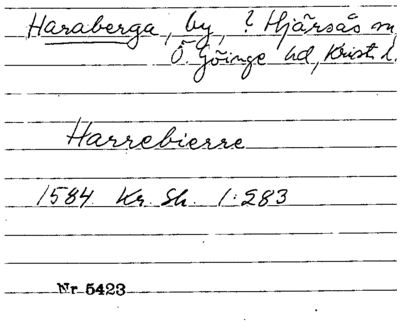 Haraberga, by, ? Hjärsås sn,
Ö. Göinge hd, Krist. l.
Harrebierre
1584 Kr. Sk. 1:283
Nr 5423